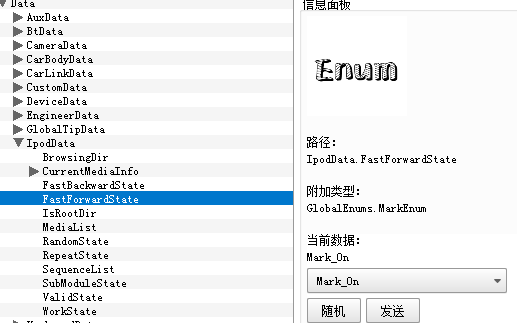 Data
AuxData
BtData
CameraData
CarBodyData
CarLinkData
CustomData
DeviceData
EngineerData
GlobalTipData
IpodData
BrowsingDir
CurrentMediaInfo
FastBackwardState
FastForwardState
IsRootDir
MediaList
RandomState
RepeatState
SequenceList
SubModuleState
ValidState
WorkState
信息面板
Enum
路径:
IpodData.FastForwardState
附加类型:
GlobalEnums.MarkEnum
当前数据:
Mark_On
Mark_On
随机 发送